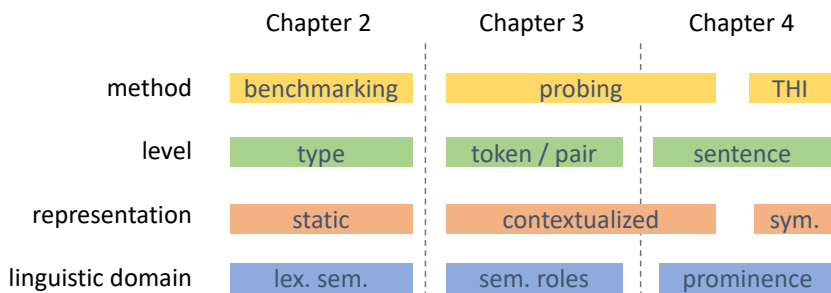 Chapter 2 Chapter 3 Chapter 4
method benchmarking probing THI
level type token / pair sentence
representation static contextualized sym.
linguistic domain lex. sem. sem. roles prominence